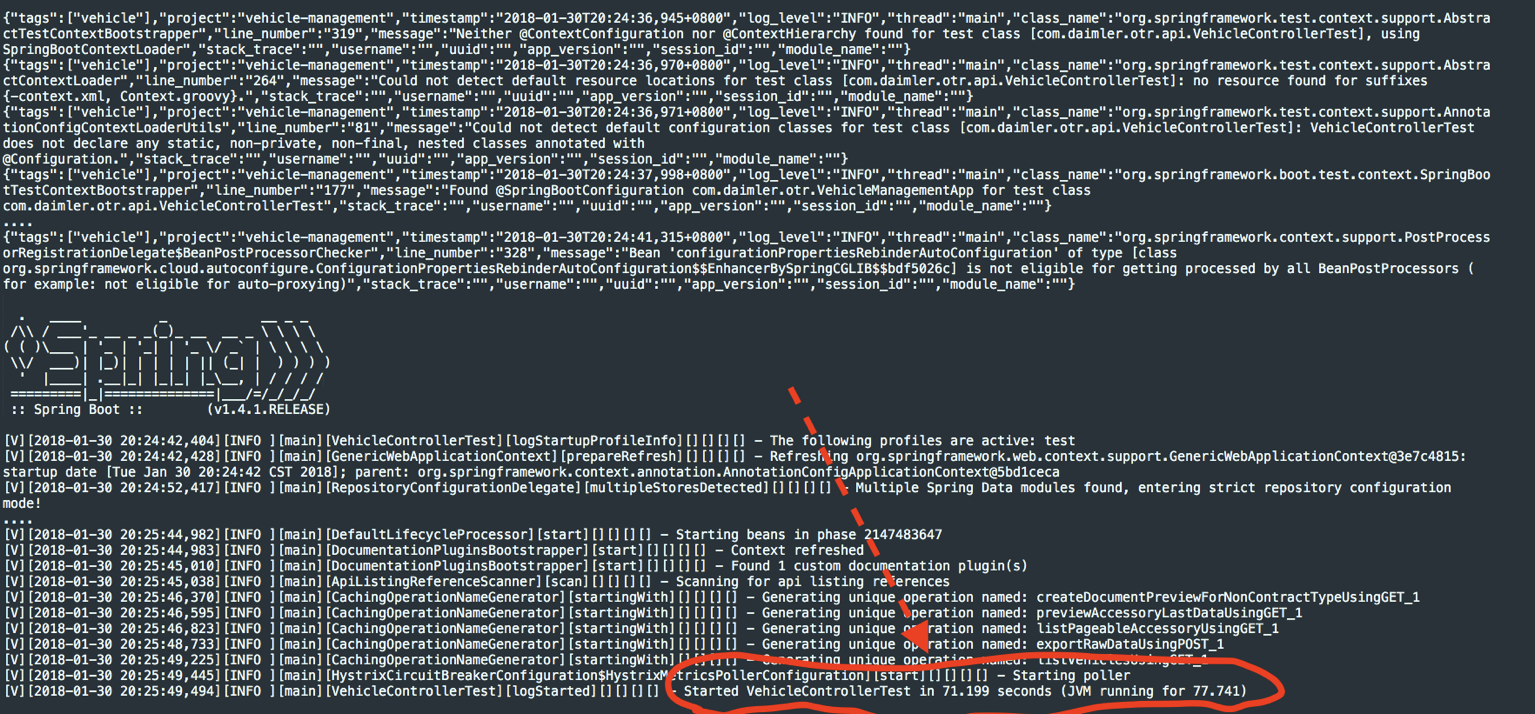 {"tags":["vehicle"],"project":"vehicle-management","timestamp":"2018-01-30T20:24:36,945+0800","log_level":"INFO","thread":"main","class_name":"org.springframework.test.context.support.Abstra
ctTestContextBootstrapper","line_number":"319","message":"Neither @ContextConfiguration nor @ContextHierarchy found for test class [com.daimler.otr.api.VehicleControllerTest], using
SpringBootContextLoader","stack_trace":"","username":"","uuid":"","app_version":"","session_id":"","module_name":""}
{"tags":["vehicle"],"project":"vehicle-management","timestamp":"2018-01-30T20:24:36,970+0800","log_level":"INFO","thread":"main","class_name":"org.springframework.test.context.support.Abstra
ctContextLoader","line_number":"264","message":"Could not detect default resource locations for test class [com.daimler.otr.api.VehicleControllerTest]: no resource found for suffixes
{-context.xml, Context.groovy}.","stack_trace":"","username":"","uuid":"","app_version":"","session_id":"","module_name":""}
{"tags":["vehicle"],"project":"vehicle-management","timestamp":"2018-01-30T20:24:36,971+0800","log_level":"INFO","thread":"main","class_name":"org.springframework.test.context.support.Annota
tionConfigContextLoaderUtils","line_number":"81","message":"Could not detect default configuration classes for test class [com.daimler.otr.api.VehicleControllerTest]: VehicleControllerTest
does not declare any static, non-private, non-final, nested classes annotated with
@Configuration.","stack_trace":"","username":"","uuid":"","app_version":"","session_id":"","module_name":""}
{"tags":["vehicle"],"project":"vehicle-management","timestamp":"2018-01-30T20:24:37,998+0800","log_level":"INFO","thread":"main","class_name":"org.springframework.boot.test.context.SpringBoo
tTestContextBootstrapper","line_number":"177","message":"Found @SpringBootConfiguration com.daimler.otr.VehicleManagementApp for test class
com.daimler.otr.api.VehicleControllerTest","stack_trace":"","username":"","uuid":"","app_version":"","session_id":"","module_name":""}
....
{"tags":["vehicle"],"project":"vehicle-management","timestamp":"2018-01-30T20:24:41,315+0800","log_level":"INFO","thread":"main","class_name":"org.springframework.context.support.PostProcess
orRegistrationDelegate$BeanPostProcessorChecker","line_number":"328","message":"Bean 'configurationPropertiesRebinderAutoConfiguration' of type [class
org.springframework.cloud.autoconfigure.ConfigurationPropertiesRebinderAutoConfiguration$$EnhancerBySpringCGLIB$$bdf5026c] is not eligible for getting processed by all BeanPostProcessors (
for example: not eligible for auto-proxying)","stack_trace":"","username":"","uuid":"","app_version":"","session_id":"","module_name":""}
Spring
:: Spring Boot :: (v1.4.1.RELEASE)
[V][2018-01-30 20:24:42,404][INFO ][main][VehicleControllerTest][logStartupProfileInfo][][][][] - The following profiles are active: test
[V][2018-01-30 20:24:42,428][INFO ][main][GenericWebApplicationContext][prepareRefresh][][][][] - Refreshing org.springframework.web.context.support.GenericWebApplicationContext@3e7c4815:
startup date [Tue Jan 30 20:24:42 CST 2018]; parent: org.springframework.context.annotation.AnnotationConfigApplicationContext@5bd1ceca
[V][2018-01-30 20:24:52,417][INFO ][main][RepositoryConfigurationDelegate][multipleStoresDetected][][][][] - Multiple Spring Data modules found, entering strict repository configuration
mode!
....
[V][2018-01-30 20:25:44,982][INFO ][main][DefaultLifecycleProcessor][start][][][][] - Starting beans in phase 2147483647
[V][2018-01-30 20:25:44,983][INFO ][main][DocumentationPluginsBootstrapper][start][][][][] - Context refreshed
[V][2018-01-30 20:25:45,010][INFO ][main][DocumentationPluginsBootstrapper][start][][][][] - Found 1 custom documentation plugin(s)
[V][2018-01-30 20:25:45,038][INFO ][main][ApiListingReferenceScanner][scan][][][][] - Scanning for api listing references
[V][2018-01-30 20:25:46,370][INFO ][main][CachingOperationNameGenerator][startingWith][][][][] - Generating unique operation named: createDocumentPreviewForNonContractTypeUsingGET_1
[V][2018-01-30 20:25:46,595][INFO ][main][CachingOperationNameGenerator][startingWith][][][][] - Generating unique operation named: previewAccessoryLastDataUsingGET_1
[V][2018-01-30 20:25:46,823][INFO ][main][CachingOperationNameGenerator][startingWith][][][][] - Generating unique operation named: listPageableAccessoryUsingGET_1
[V][2018-01-30 20:25:48,733][INFO ][main][CachingOperationNameGenerator][startingWith][][][][] - Generating unique operation named: exportRawDataUsingPOST_1
[V][2018-01-30 20:25:49,225][INFO ][main][CachingOperationNameGenerator][startingWith][][][][] - Generating unique operation named: listVehiclesUsingGET_1
[V][2018-01-30 20:25:49,445][INFO ][main][HystrixCircuitBreakerConfiguration$HystrixMetricsPollerConfiguration][start][][][][] - Starting poller
[V][2018-01-30 20:25:49,494][INFO ][main][VehicleControllerTest][logStarted][][][][] - Started VehicleControllerTest in 71.199 seconds (JVM running for 77.741)